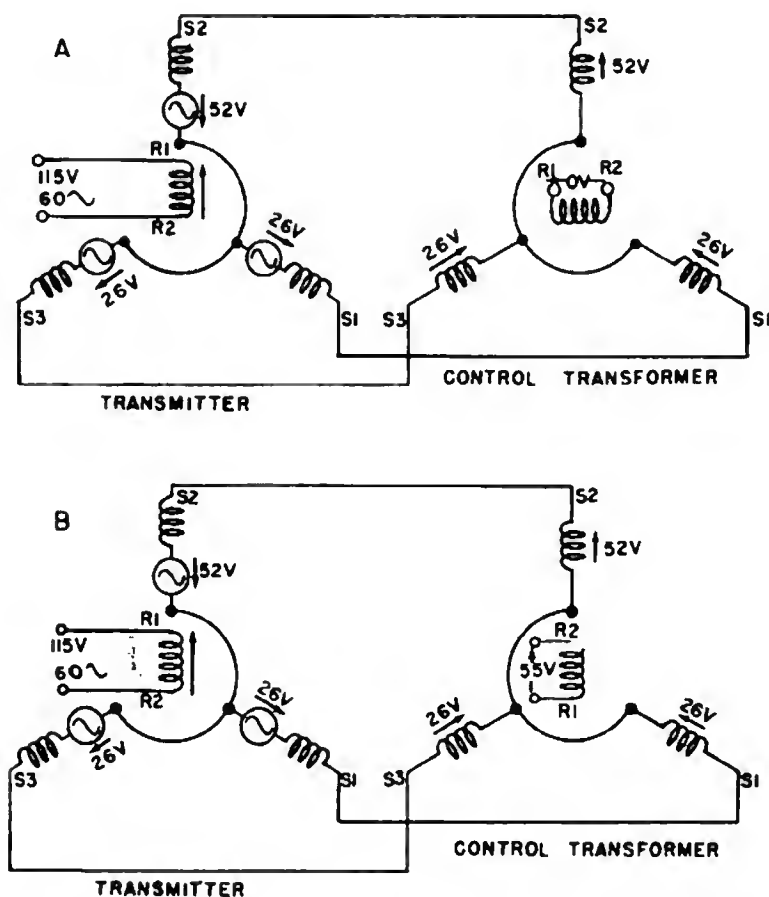 A
S2
S2
52V
52V
R1
R1
OV
R2
115V
60~
R2
26V
26V
26V
26V
S3
S1
S3
S1
CONTROL TRANSFORMER
TRANSMITTER
B
S2
S2
52V
52V
R1
R2
115V
55V
60~
R2
R1
26V
26V
26V
26V
S3
S1
S3
S1
CONTROL TRANSFORMER
TRANSMITTER